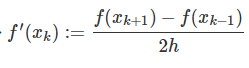 · f′(x_k) := \frac{f(x_{k+1}) − f(x_{k−1})}{2h}